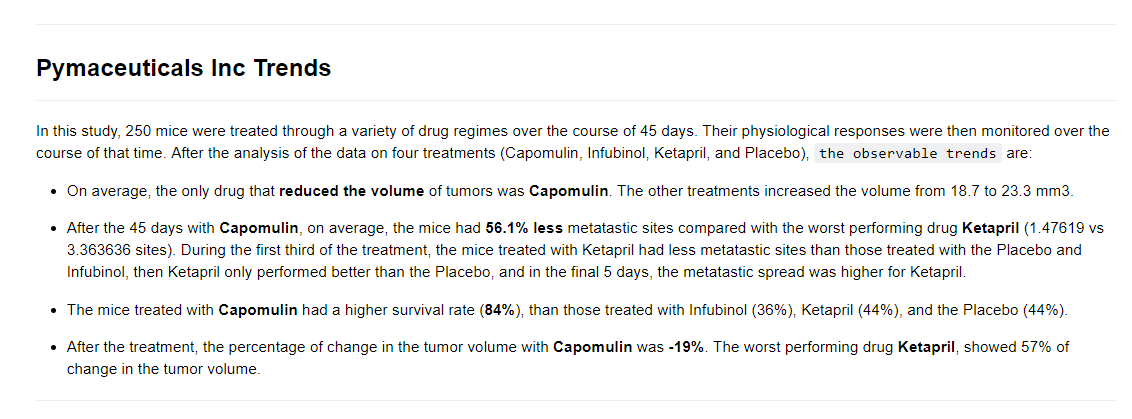 Pymaceuticals Inc Trends
In this study, 250 mice were treated through a variety of drug regimes over the course of 45 days. Their physiological responses were then monitored over the
course of that time. After the analysis of the data on four treatments (Capomulin, Infubinol, Ketapril, and Placebo), the observable trends are:
• On average, the only drug that reduced the volume of tumors was Capomulin. The other treatments increased the volume from 18.7 to 23.3 mm3.
• After the 45 days with Capomulin, on average, the mice had 56.1% less metatastic sites compared with the worst performing drug Ketapril (1.47619 vs
3.363636 sites). During the first third of the treatment, the mice treated with Ketapril had less metatastic sites than those treated with the Placebo and
Infubinol, then Ketapril only performed better than the Placebo, and in the final 5 days, the metatastic spread was higher for Ketapril.
• The mice treated with Capomulin had a higher survival rate (84%), than those treated with Infubinol (36%), Ketapril (44%), and the Placebo (44%).
• After the treatment, the percentage of change in the tumor volume with Capomulin was -19%. The worst performing drug Ketapril, showed 57% of
change in the tumor volume.